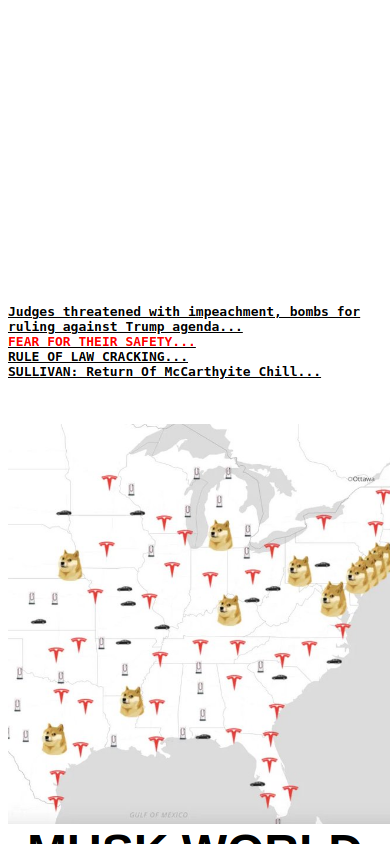 Judges threatened with impeachment, bombs for
ruling against Trump agenda...
FEAR FOR THEIR SAFETY...
RULE OF LAW CRACKING...
SULLIVAN: Return Of McCarthyite Chill...
Ottawa
GULF OF MEXICO
MUSK WORLD